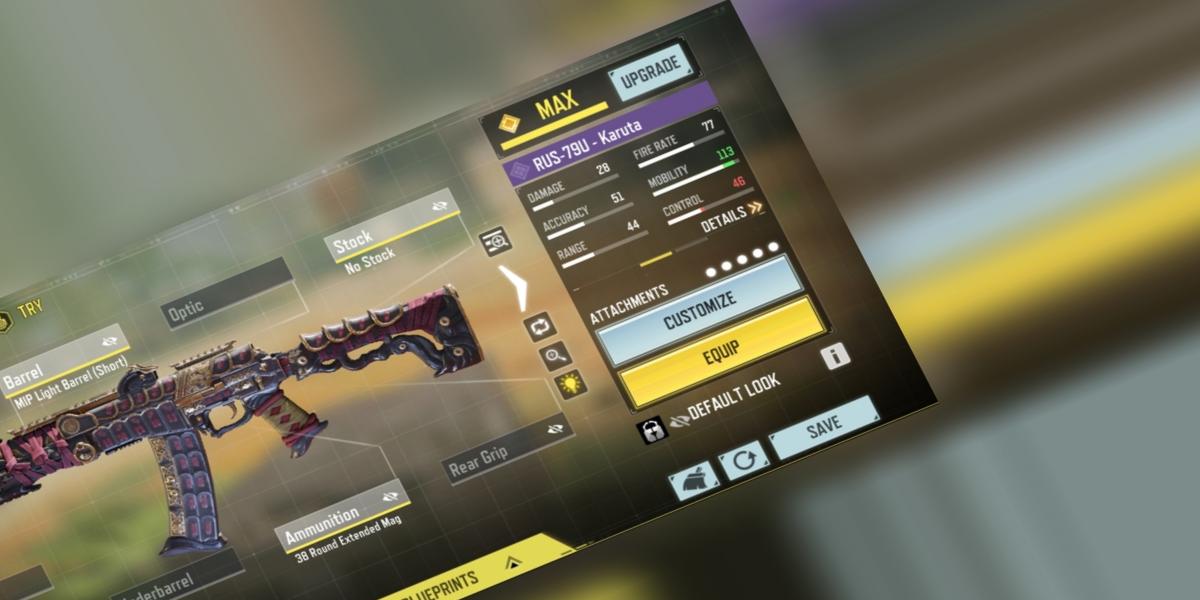 MAX
UPGRADE
RUS-79U - Karuta
DAMAGE 28
FIRE RATE 77
ACCURACY 51
MOBILITY 113
RANGE 44
CONTROL 46
DETAILS
ATTACHMENTS
CUSTOMIZE
EQUIP
DEFAULT LOOK
SAVE
TRY
Stock
No Stock
Optic
Barrel
MIP Light Barrel (Short)
Rear Grip
Ammunition
38 Round Extended Mag
derbarrel
LUEPRINTS